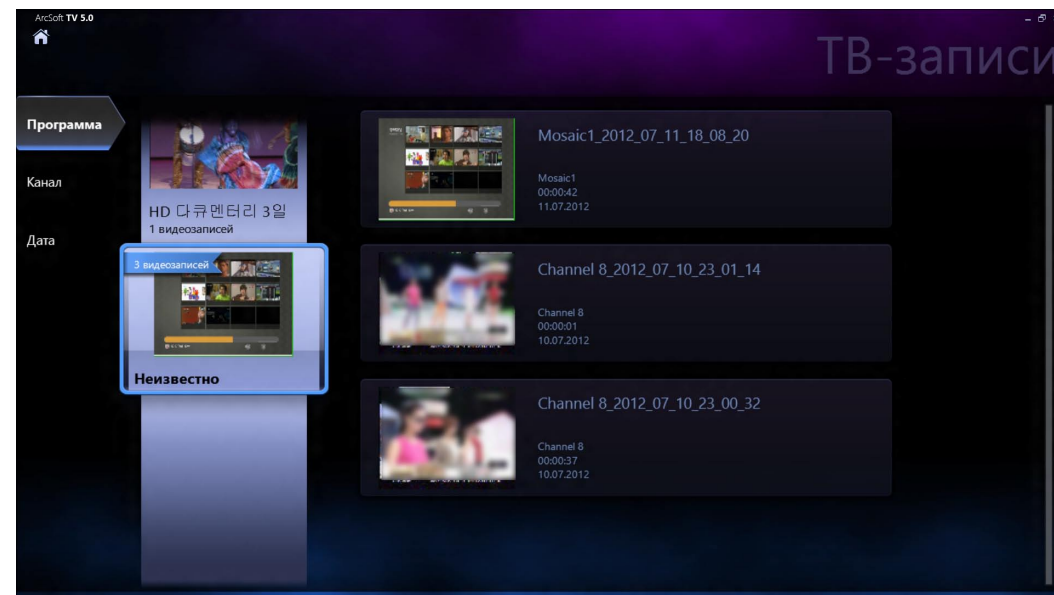 ArcSoft TV 5.0
ТВ-записи
Программа
Канал
Дата
HD 다큐멘터리 3일
1 видеозаписей
3 видеозаписей
Неизвестно
Mosaic1_2012_07_11_18_08_20
Mosaic1
00:00:42
11.07.2012
Channel 8_2012_07_10_23_01_14
Channel 8
00:00:01
10.07.2012
Channel 8_2012_07_10_23_00_32
Channel 8
00:00:37
10.07.2012